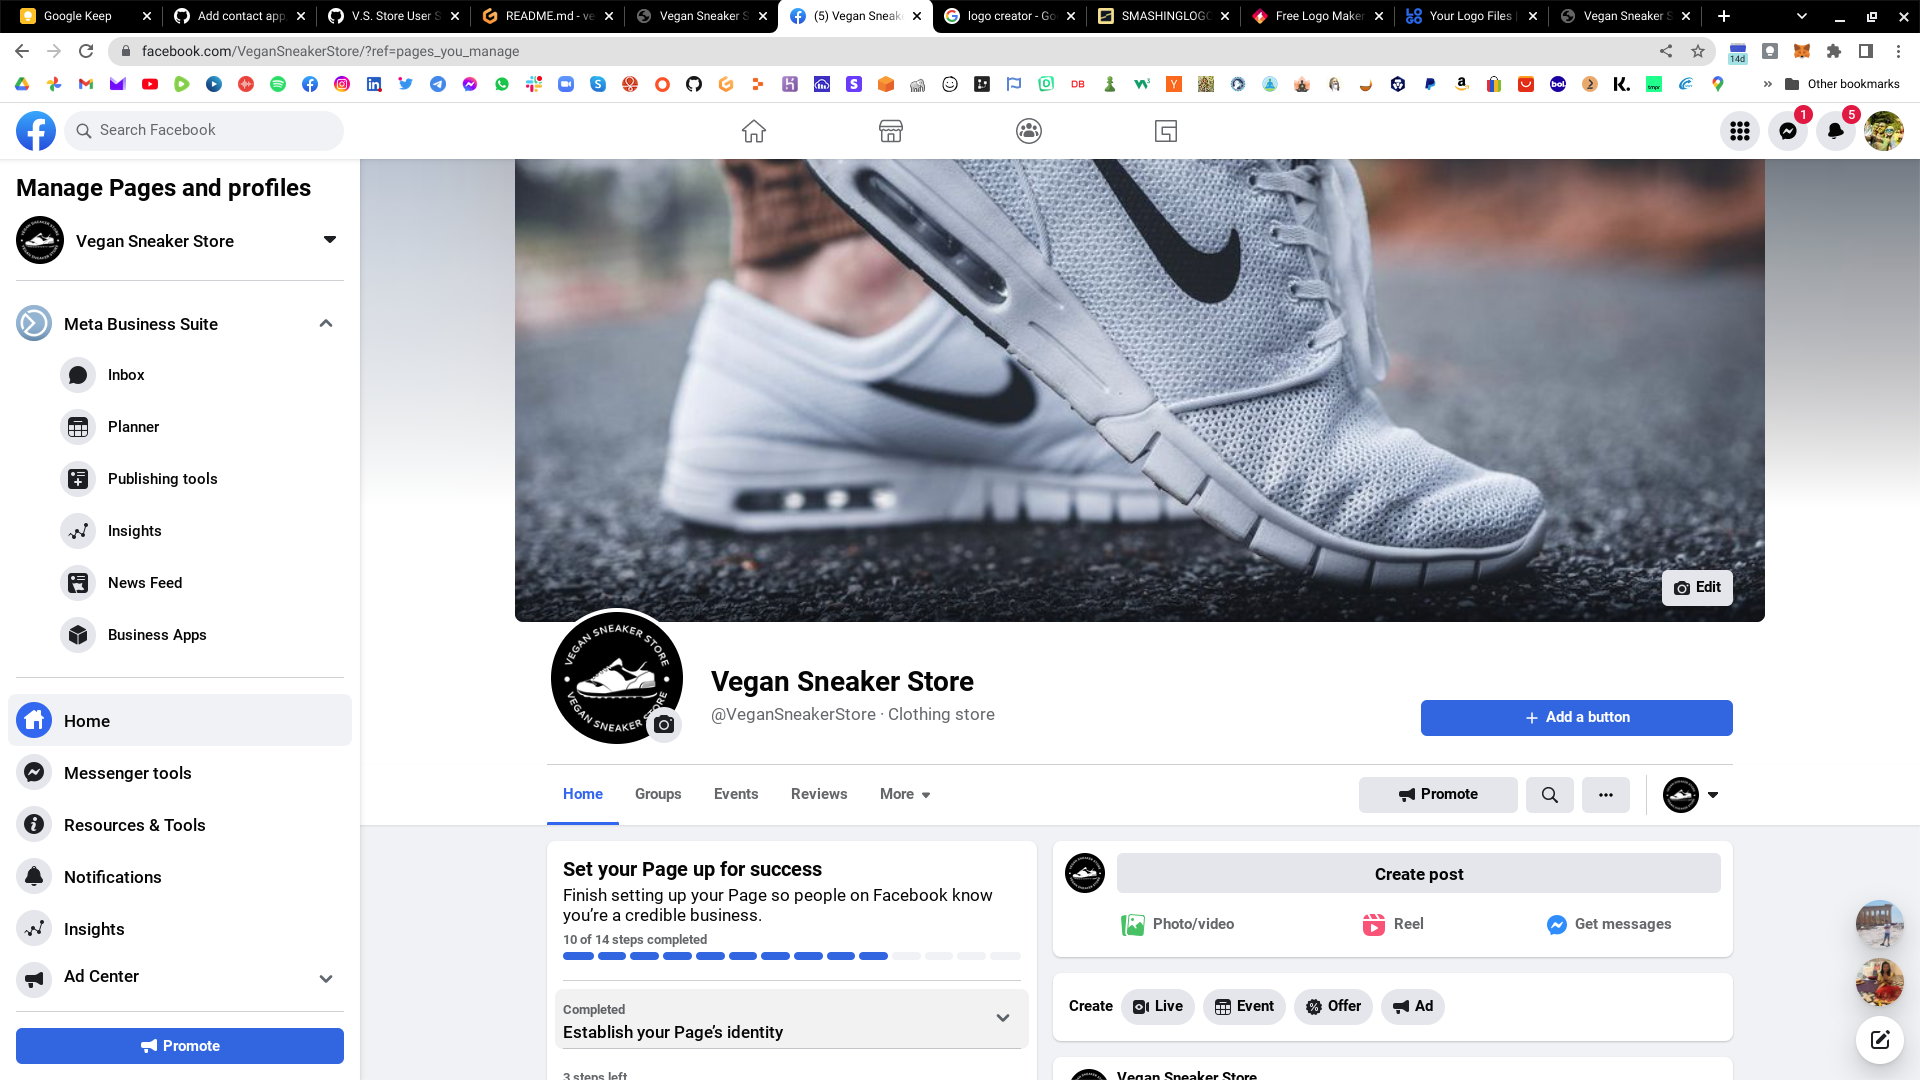 Google Keep
Add contact app
V.S. Store User S
README.md - ve
Vegan Sneaker S
(5) Vegan Sneake
logo creator - Go
SMASHINGLOGO
Free Logo Maker
Your Logo Files |
Vegan Sneaker S
facebook.com/VeganSneakerStore/?ref=pages_you_manage
14d
Other bookmarks
Search Facebook
1
5
Manage Pages and profiles
Vegan Sneaker Store
Meta Business Suite
Inbox
Planner
Publishing tools
Insights
News Feed
Business Apps
Home
Messenger tools
Resources & Tools
Notifications
Insights
Ad Center
Promote
Edit
VEGAN SNEAKER STORE
VEGAN SNEAKER STORE
Vegan Sneaker Store
@VeganSneakerStore · Clothing store
+ Add a button
Home
Groups
Events
Reviews
More
Promote
Set your Page up for success
Finish setting up your Page so people on Facebook know
you’re a credible business.
10 of 14 steps completed
Completed
Establish your Page’s identity
3 steps left
Create post
Photo/video
Reel
Get messages
Create
Live
Event
Offer
Ad
Vegan Sneaker Store